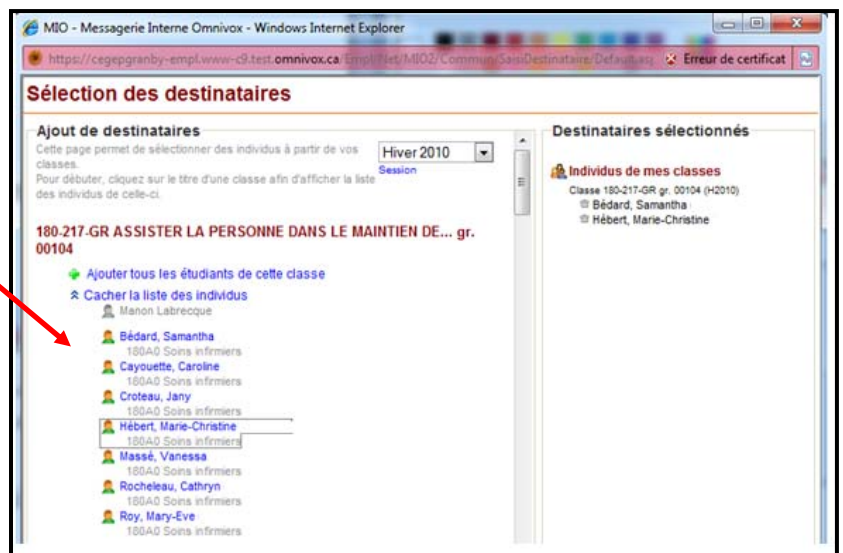 MIO - Messagerie Interne Omnivox - Windows Internet Explorer
https://cegepgranby-empl.www-c9.test.omnivox.ca/Empl/Net/MIO2/Commun/SaisiDestinataire/Default.asp Erreur de certificat
Sélection des destinataires
Ajout de destinataires
Cette page permet de sélectionner des individus à partir de vos
classes.
Pour débuter, cliquez sur le titre d'une classe afin d'afficher la liste
des individus de celle-ci.
Hiver 2010
Session
180-217-GR ASSISTER LA PERSONNE DANS LE MAINTIEN DE... gr.
00104
Ajouter tous les étudiants de cette classe
Cacher la liste des individus
Manon Labrecque
Bédard, Samantha
180A0 Soins infirmiers
Cayouette, Caroline
180A0 Soins infirmiers
Croteau, Jany
180A0 Soins infirmiers
Hébert, Marie-Christine
180A0 Soins infirmiers
Massé, Vanessa
180A0 Soins infirmiers
Rocheleau, Cathryn
180A0 Soins infirmiers
Roy, Mary-Eve
180A0 Soins infirmiers
Destinataires sélectionnés
Individus de mes classes
Classe 180-217-GR gr. 00104 (H2010)
Bédard, Samantha
Hébert, Marie-Christine